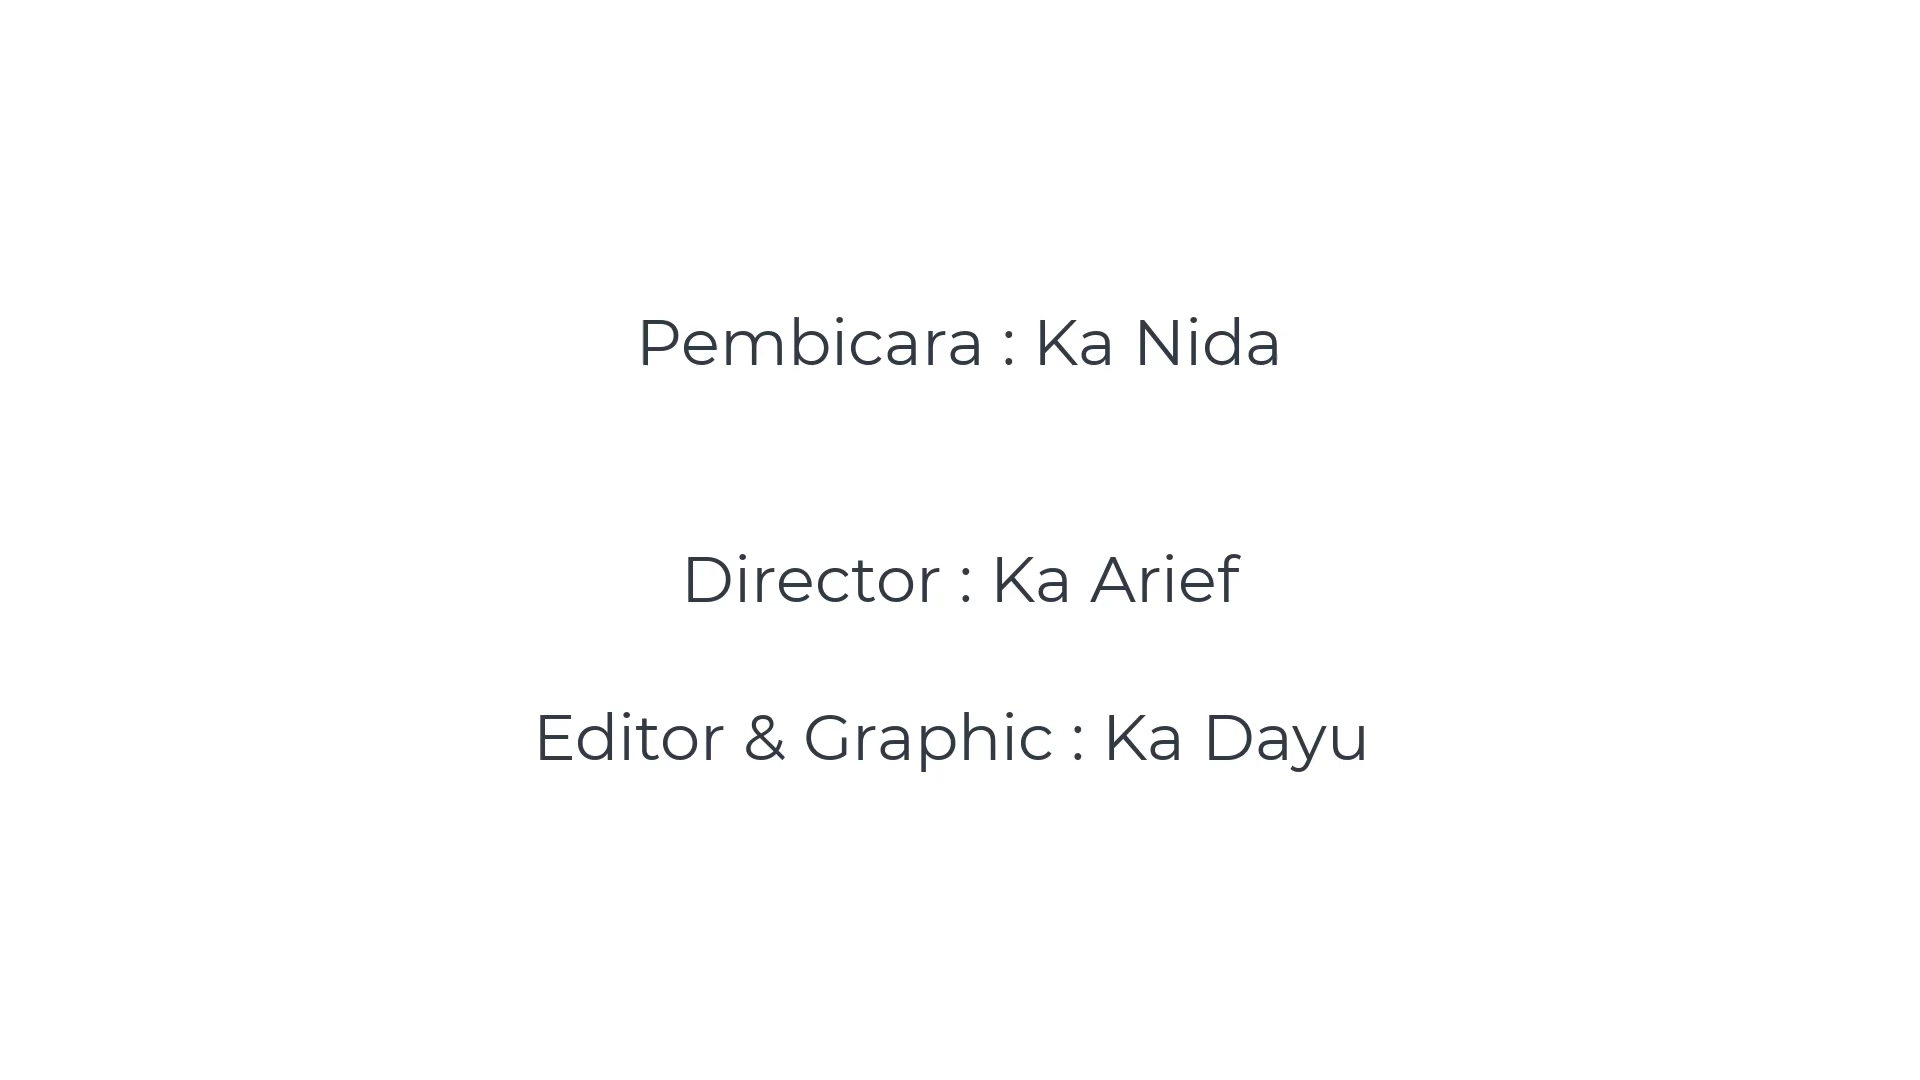 Pembicara : Ka Nida
Director : Ka Arief
Editor & Graphic : Ka Dayu